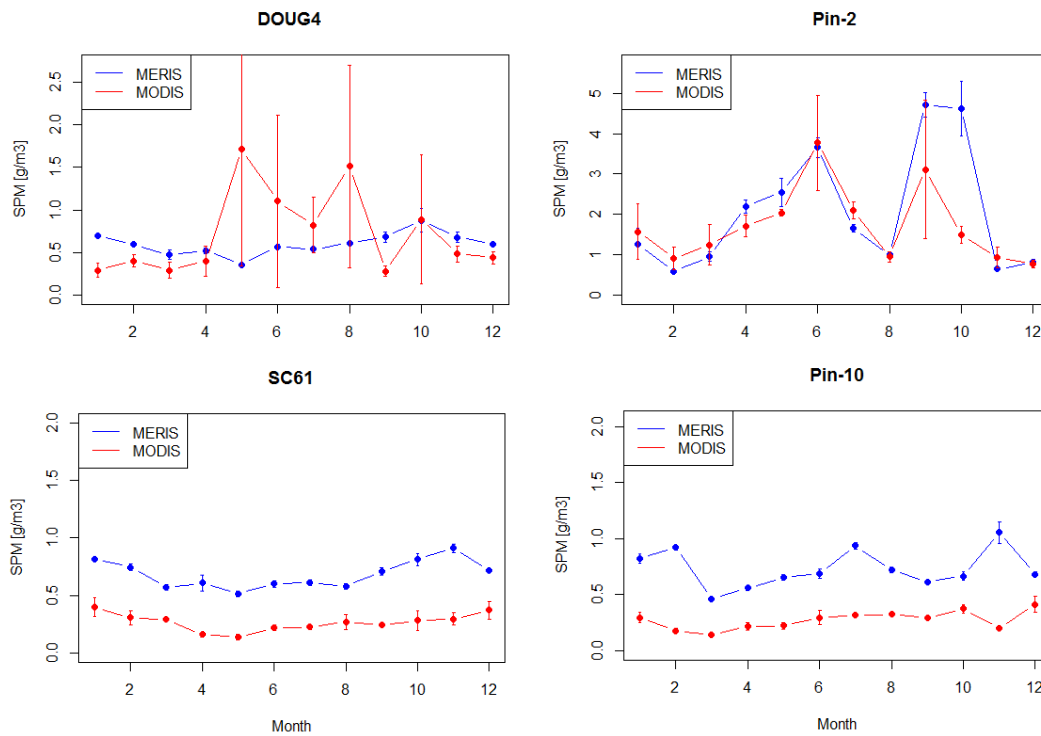 DOUG4
MERIS
MODIS
SPM [g/m3]
0.0 0.5 1.0 1.5 2.0 2.5
2 4 6 8 10 12
Pin-2
MERIS
MODIS
SPM [g/m3]
0 1 2 3 4 5
2 4 6 8 10 12
SC61
MERIS
MODIS
SPM [g/m3]
0.0 0.5 1.0 1.5 2.0
2 4 6 8 10 12
Month
Pin-10
MERIS
MODIS
SPM [g/m3]
0.0 0.5 1.0 1.5 2.0
2 4 6 8 10 12
Month